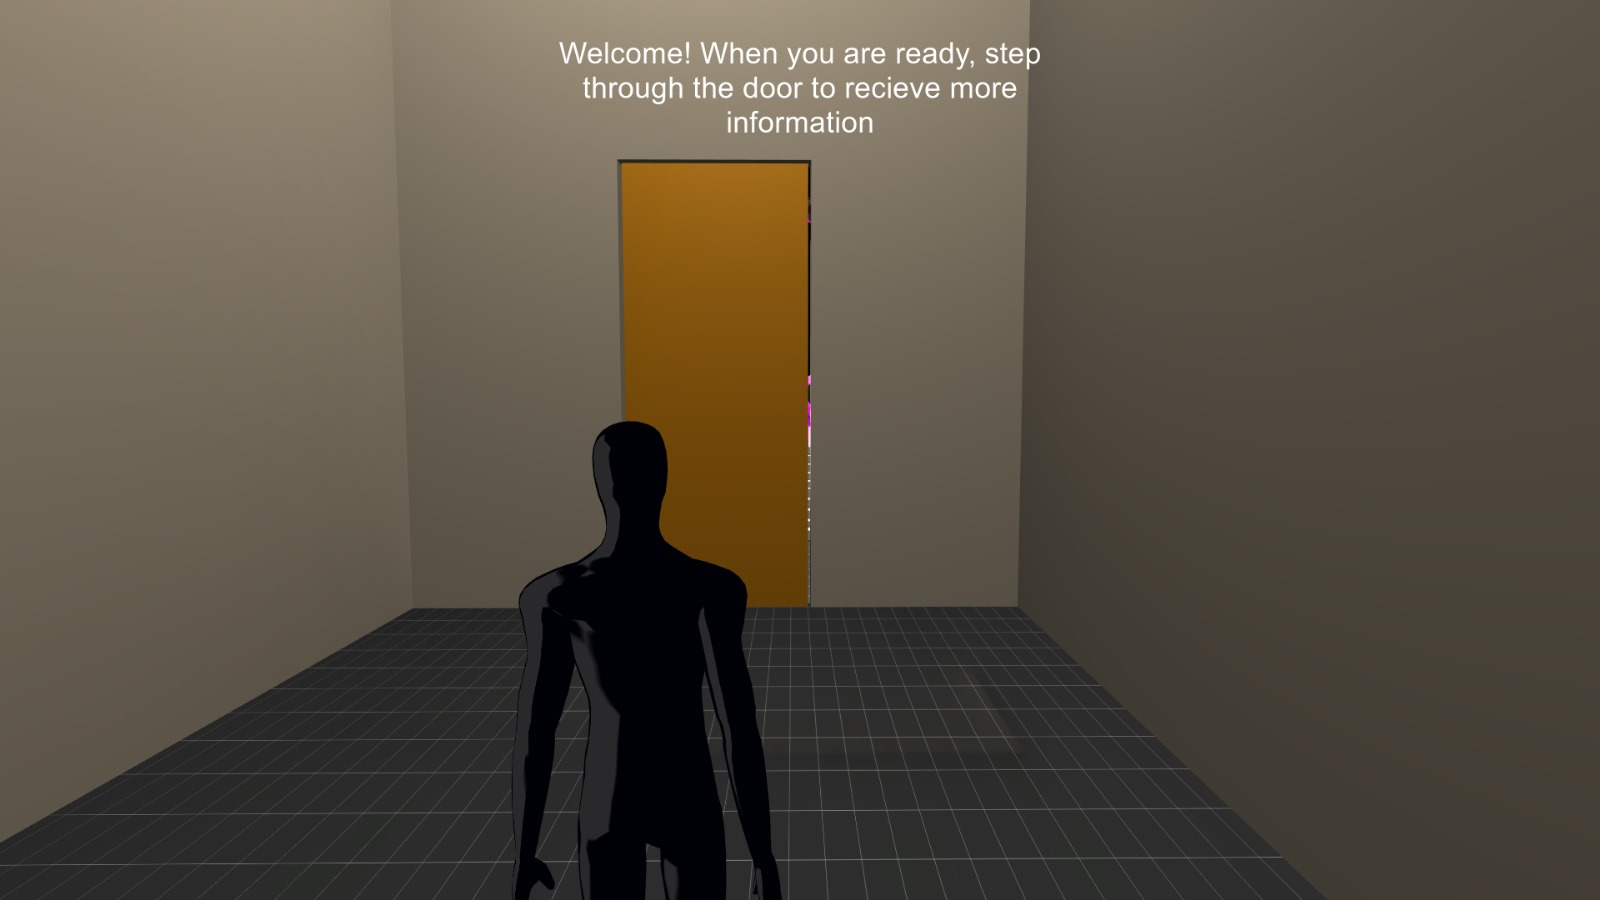 Welcome! When you are ready, step
through the door to recieve more
information